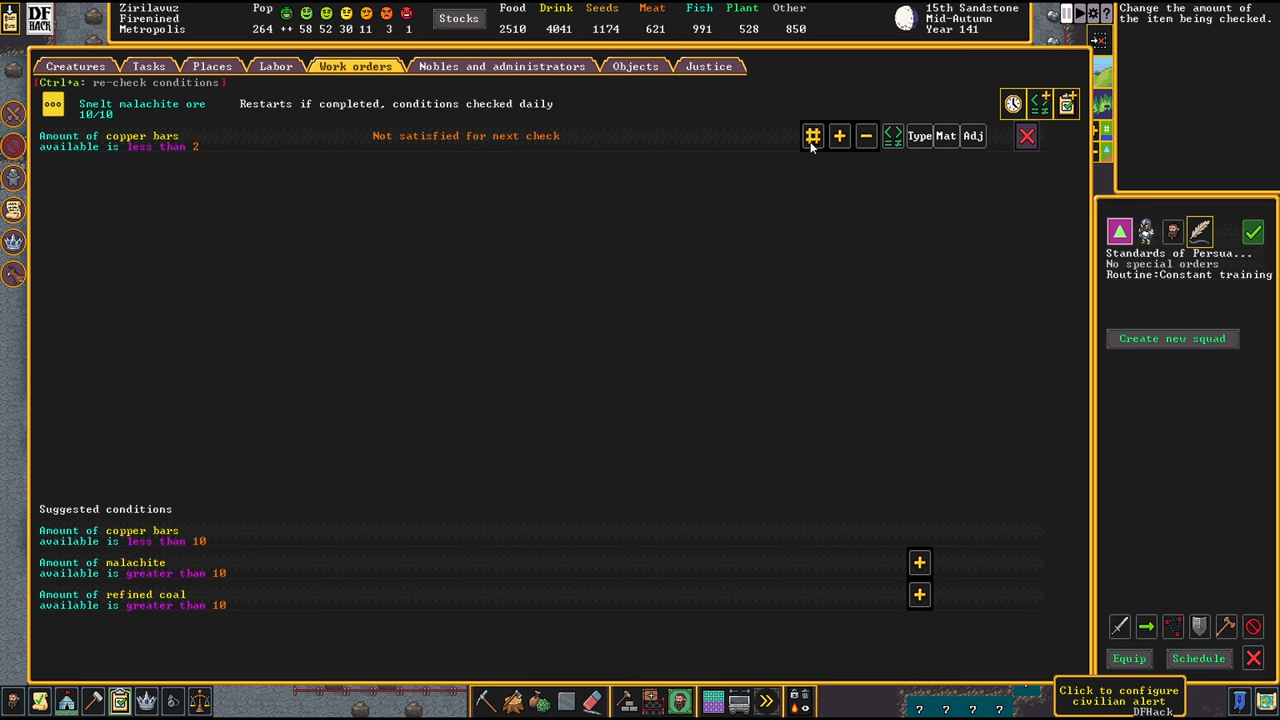 DF
HACK
Zirilavuz
Firemined
Metropolis
Pop
264 ++ 58 52 30 11 3 1
Stocks
Food Drink Seeds Meat Fish Plant Other
2510 4041 1174 621 991 528 850
15th Sandstone
Mid-Autumn
Year 141
?
Change the amount of
the item being checked.
Creatures Tasks Places Labor Work orders Nobles and administrators Objects Justice
[Ctrl+a: re-check conditions]
Smelt malachite ore
10/10
Restarts if completed, conditions checked daily
Amount of copper bars
available is less than 2
Not satisfied for next check
Type Mat Adj
Standards of Persua...
No special orders
Routine:Constant training
Create new squad
Suggested conditions
Amount of copper bars
available is less than 10
Amount of malachite
available is greater than 10
Amount of refined coal
available is greater than 10
Equip Schedule
Click to configure
civilian alert
DFHack
? ? ? ?